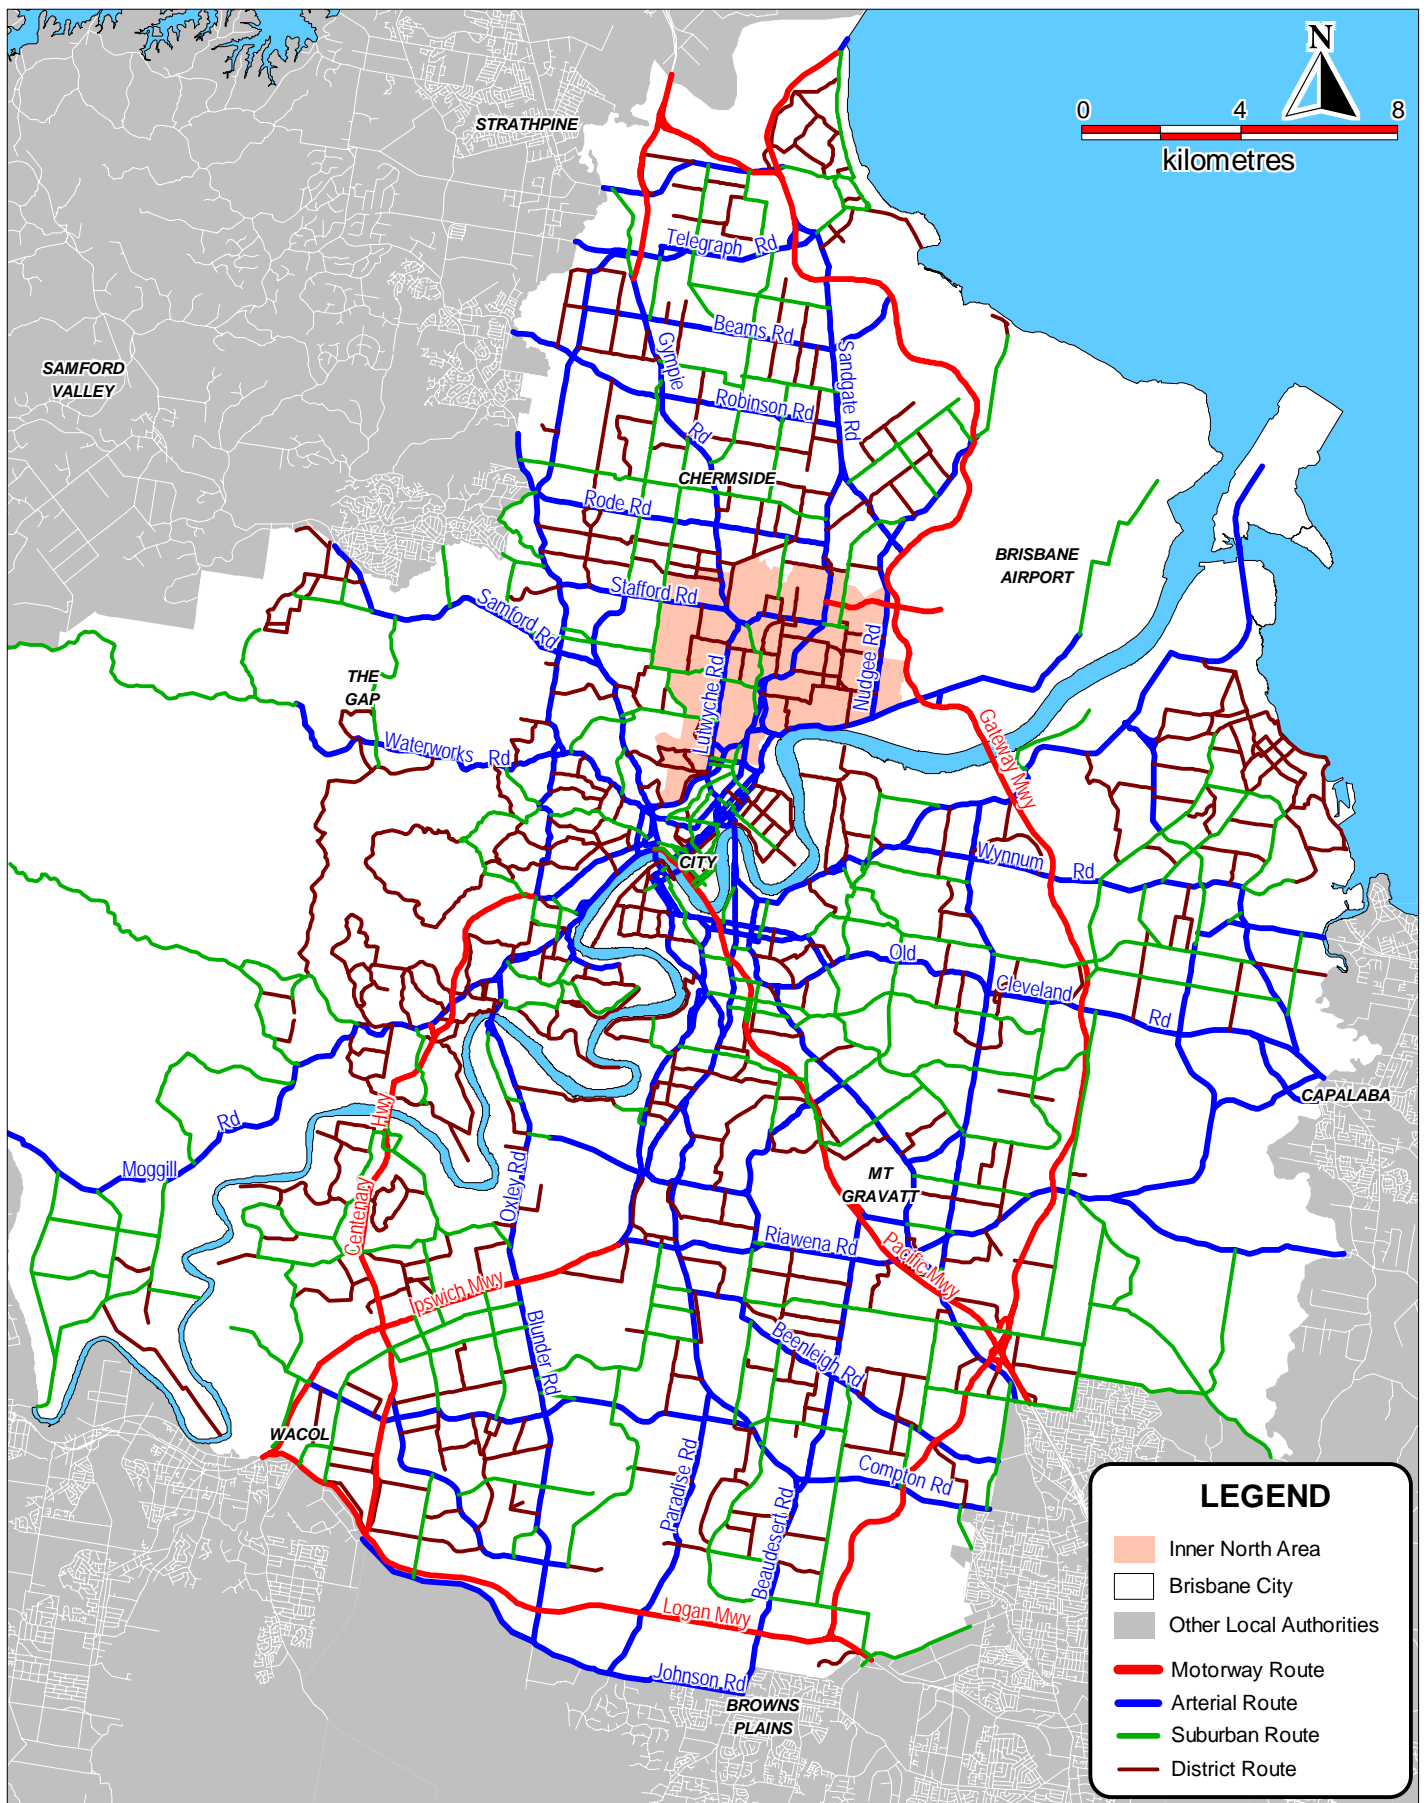 N
0 4 8
kilometres
STRATHPINE
Telegraph Rd
Beams Rd
Gympie
Rd
Sandgate Rd
SAMFORD
VALLEY
Robinson Rd
CHERMSIDE
Rode Rd
BRISBANE
AIRPORT
Stafford Rd
Samford Rd
Nudgee Rd
Lutwyche Rd
THE
GAP
Waterworks Rd
Gateway Mwy
CITY
Wynnum Rd
Old
Cleveland
Rd
CAPALABA
Hwy
Rd
Moggill
Centenary
Oxley Rd
MT
GRAVATT
Riawena Rd
Pacific Mwy
Ipswich Mwy
Blunder Rd
Beenleigh Rd
WACOL
Compton Rd
Paradise Rd
Beaudesert Rd
Logan Mwy
Johnson Rd
BROWNS
PLAINS
LEGEND
Inner North Area
Brisbane City
Other Local Authorities
Motorway Route
Arterial Route
Suburban Route
District Route